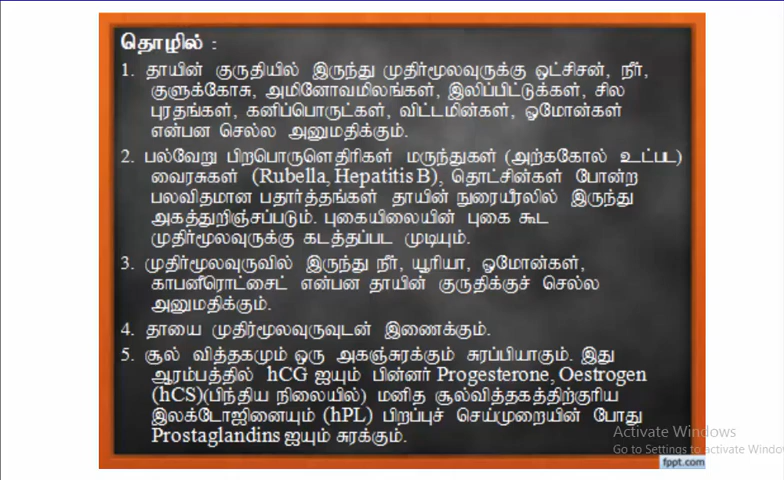 தொழில் :
1. தாயின் குருதியில் இருந்து முதிர்மூலவுருக்கு ஒட்சிசன், நீர்,
குளுக்கோசு, அமினோவமிலங்கள், இலிப்பிட்டுக்கள், சில
புரதங்கள், கனிப்பொருட்கள், விட்டமின்கள், ஓமோன்கள்
என்பன செல்ல அனுமதிக்கும்.
2. பல்வேறு பிறபொருளெதிரிகள் மருந்துகள் (அற்ககோல் உட்பட)
வைரசுகள் (Rubella, Hepatitis B), தொட்சின்கள் போன்ற
பலவிதமான பதார்த்தங்கள் தாயின் நுரையீரலில் இருந்து
அகத்துறிஞ்சப்படும். புகையிலையின் புகை கூட
முதிர்மூலவுருக்கு கடத்தப்பட முடியும்.
3. முதிர்மூலவுருவில் இருந்து நீர், யூரியா, ஓமோன்கள்,
காபனீரொட்சைட் என்பன தாயின் குருதிக்குச் செல்ல
அனுமதிக்கும்.
4. தாயை முதிர்மூலவுருவுடன் இணைக்கும்.
5. சூல் வித்தகமும் ஒரு அகஞ்சுரக்கும் சுரப்பியாகும். இது
ஆரம்பத்தில் hCG ஐயும் பின்னர் Progesterone, Oestrogen
(hCS)(பிந்திய நிலையில்) மனித சூல்வித்தகத்திற்குரிய
இலக்டோஜினையும் (hPL) பிறப்புச் செய்முறையின் போது
Prostaglandins ஐயும் சுரக்கும்.
Activate Windows
Go to Settings to activate Windo
fppt.com